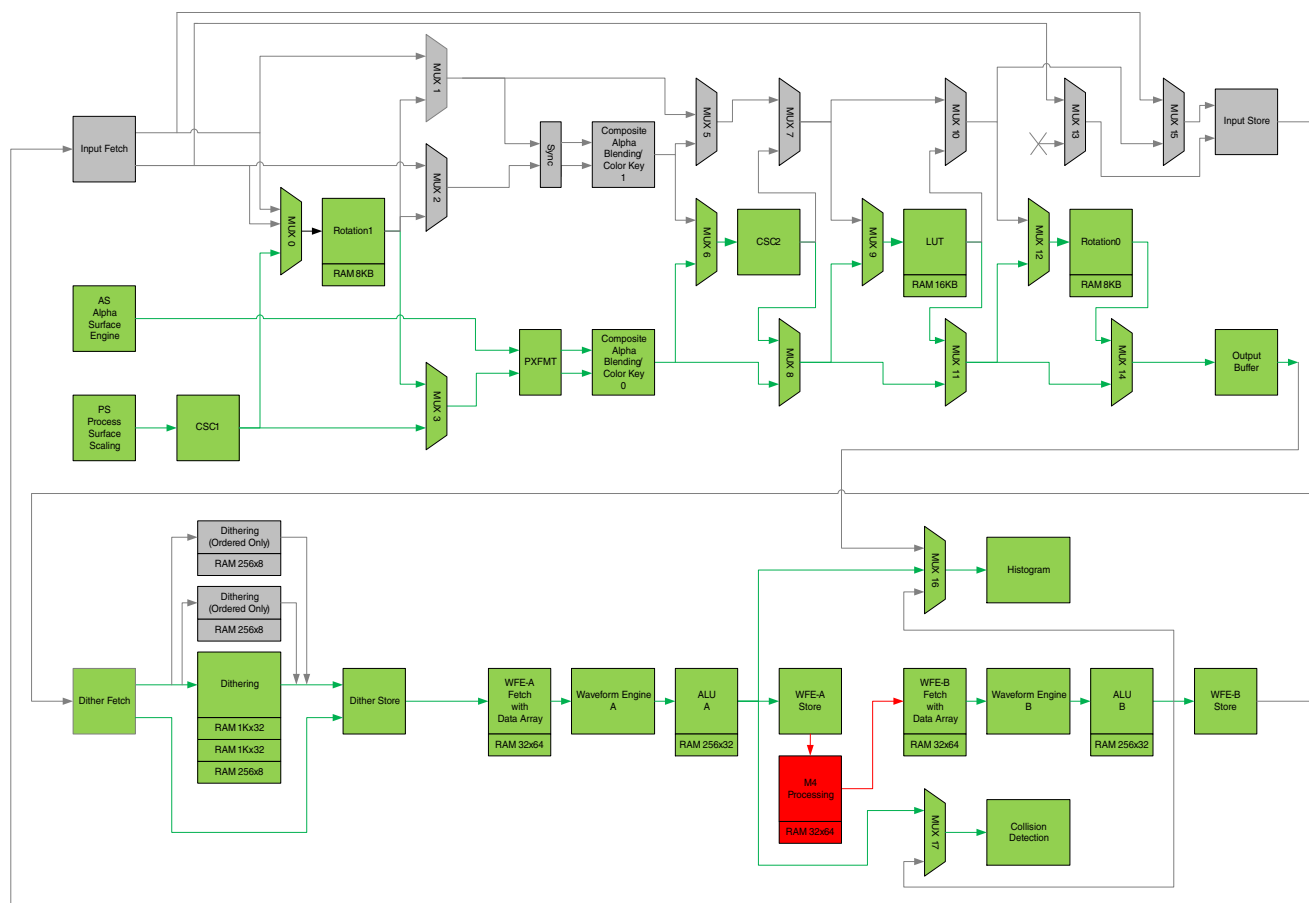 Input Fetch
MUX 1
MUX 2
Sync
Composite
Alpha
Blending/
Color Key
1
MUX 5
MUX 7
MUX 10
MUX 13
MUX 15
Input Store
MUX 0
Rotation1
RAM 8KB
MUX 6
CSC2
MUX 9
LUT
RAM 16KB
MUX 12
Rotation0
RAM 8KB
AS
Alpha
Surface
Engine
PXFMT
Composite
Alpha
Blending/
Color Key
0
MUX 8
MUX 11
MUX 14
Output
Buffer
PS
Process
Surface
Scaling
CSC1
MUX 3
Dithering
(Ordered Only)
RAM 256x8
Dithering
(Ordered Only)
RAM 256x8
MUX 16
Histogram
Dither Fetch
Dithering
RAM 1Kx32
RAM 1Kx32
RAM 256x8
Dither Store
WFE-A
Fetch
with
Data Array
RAM 32x64
Waveform Engine
A
ALU
A
RAM 256x32
WFE-A
Store
WFE-B
Fetch
with
Data Array
RAM 32x64
Waveform Engine
B
ALU
B
RAM 256x32
WFE-B
Store
M4
Processing
RAM 32x64
MUX 17
Collision
Detection